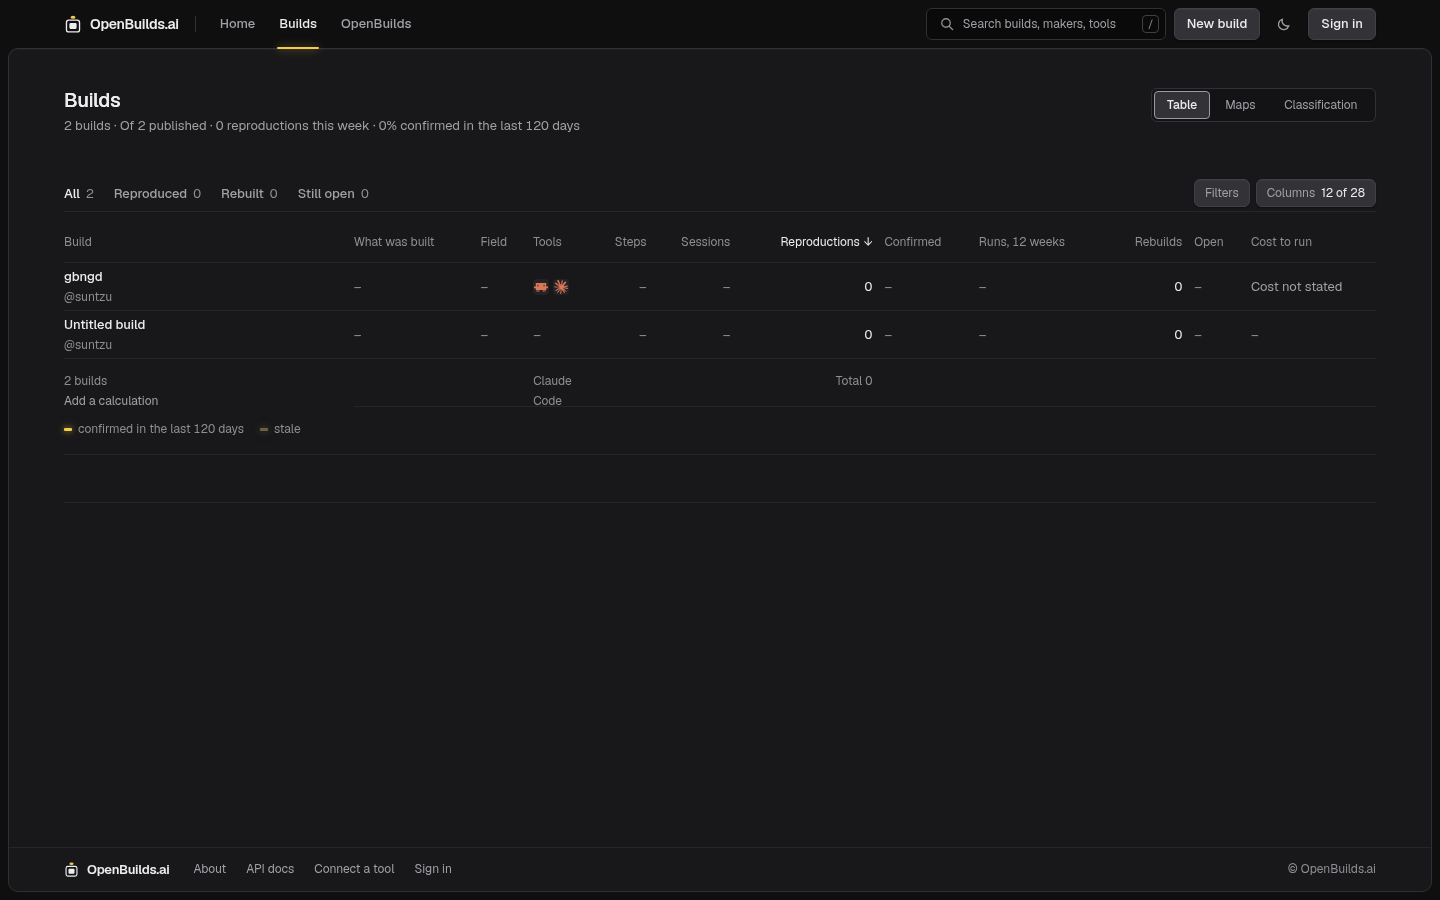 OpenBuilds.ai Home Builds OpenBuilds Search builds, makers, tools / New build Sign in
Builds
2 builds · Of 2 published · 0 reproductions this week · 0% confirmed in the last 120 days
Table Maps Classification
All 2 Reproduced 0 Rebuilt 0 Still open 0 Filters Columns 12 of 28
Build What was built Field Tools Steps Sessions Reproductions ↓ Confirmed Runs, 12 weeks Rebuilds Open Cost to run
gbngd
@suntzu – – – – 0 – – 0 – Cost not stated
Untitled build
@suntzu – – – – – 0 – – 0 – –
2 builds Claude Total 0
Add a calculation Code
confirmed in the last 120 days stale
OpenBuilds.ai About API docs Connect a tool Sign in © OpenBuilds.ai